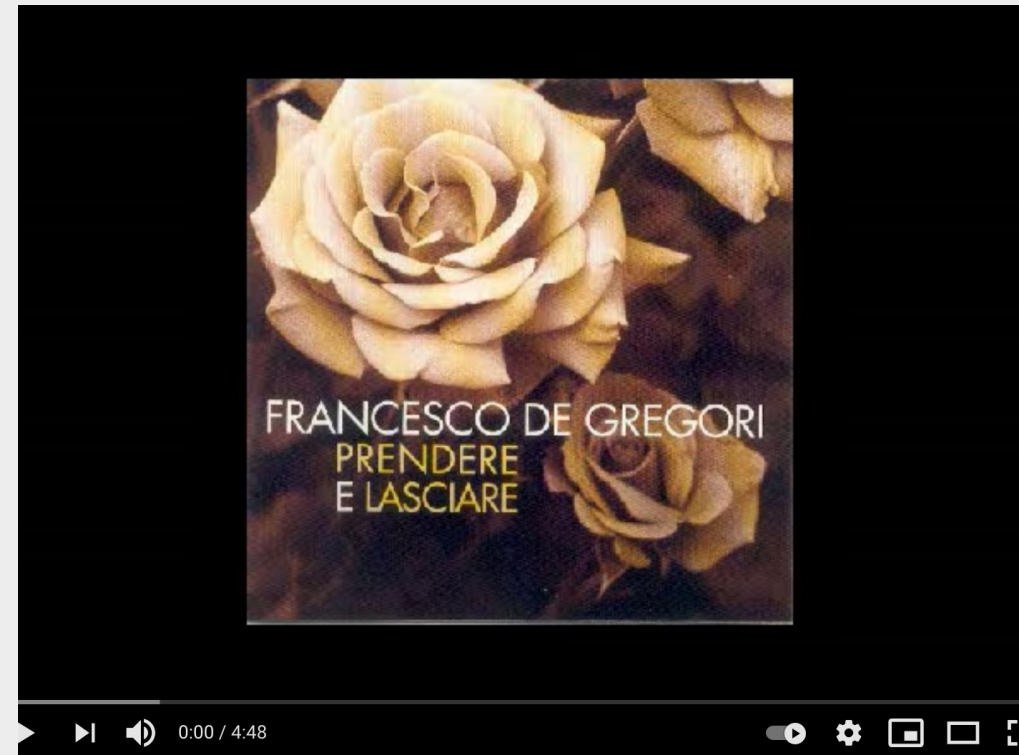 FRANCESCO DE GREGORI
PRENDERE
E LASCIARE
0:00 / 4:48